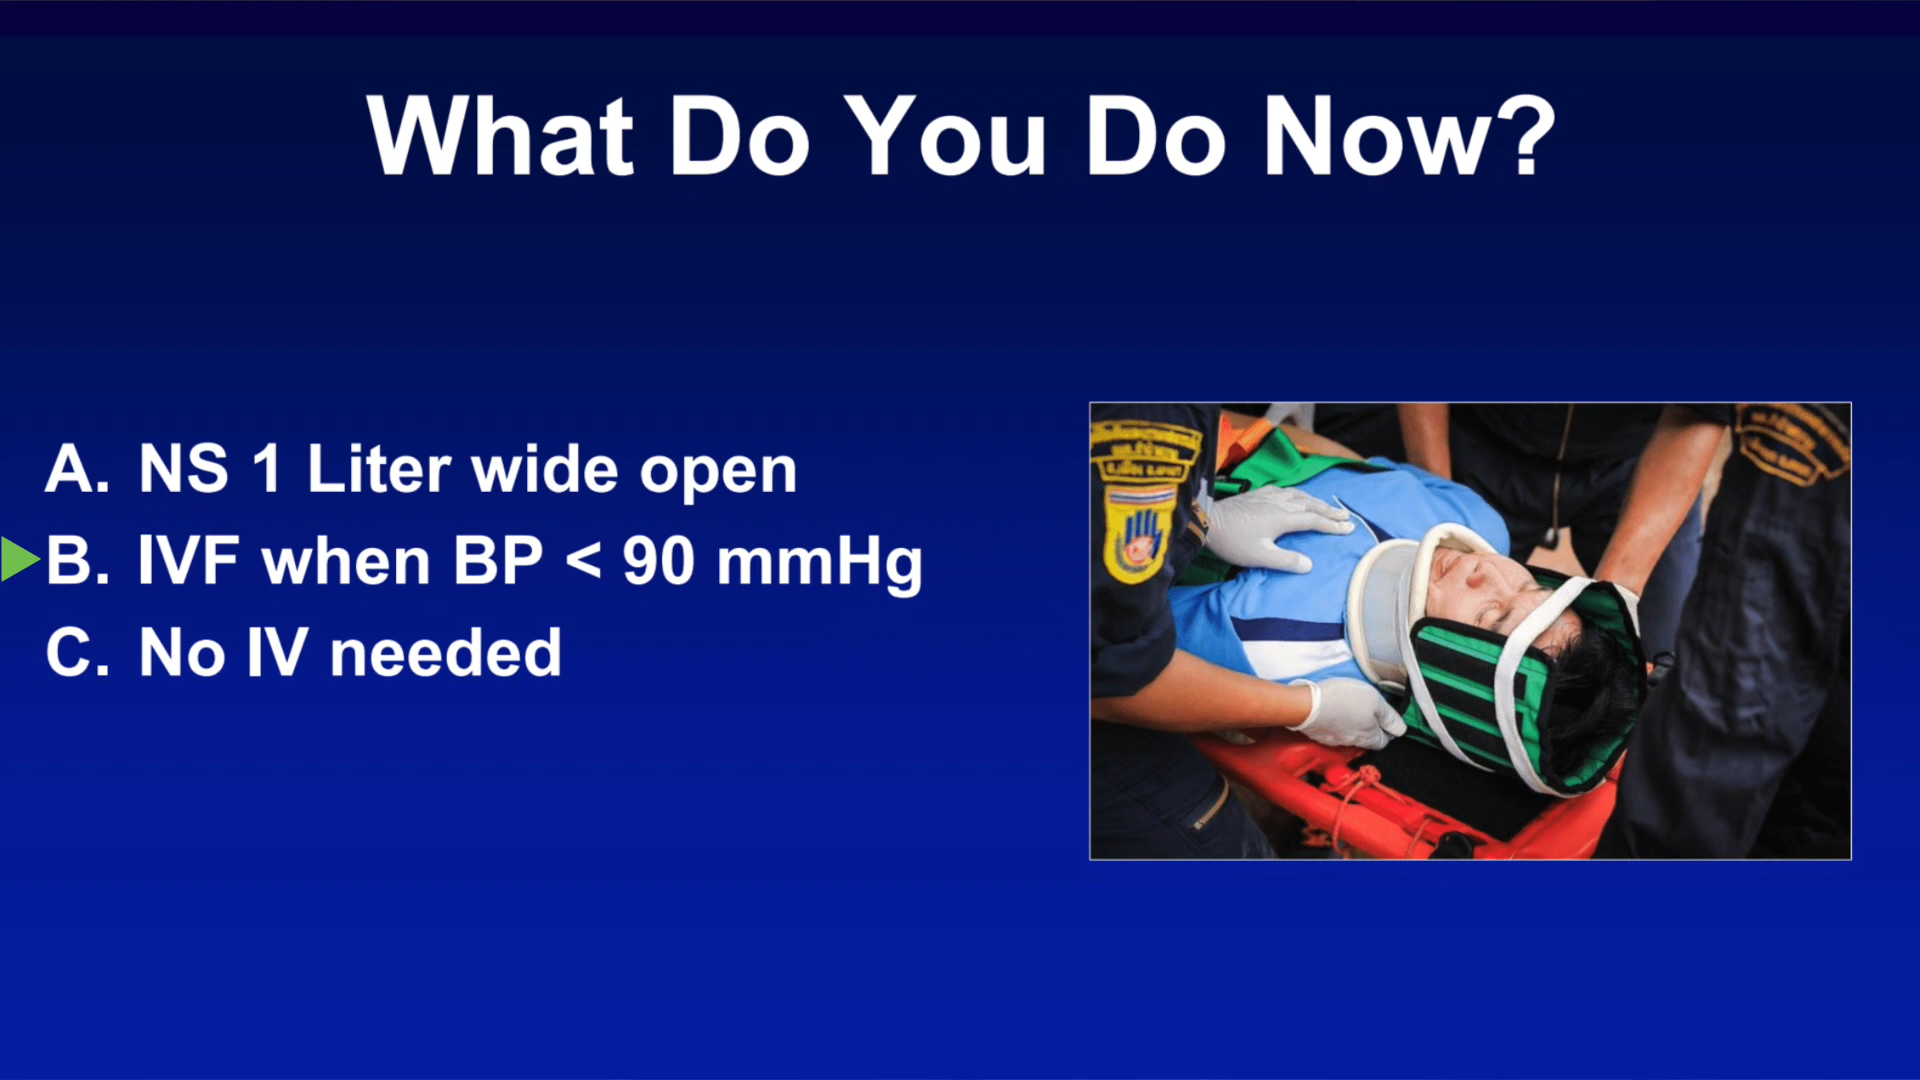 What Do You Do Now?
A. NS 1 Liter wide open
B. IVF when BP < 90 mmHg
C. No IV needed